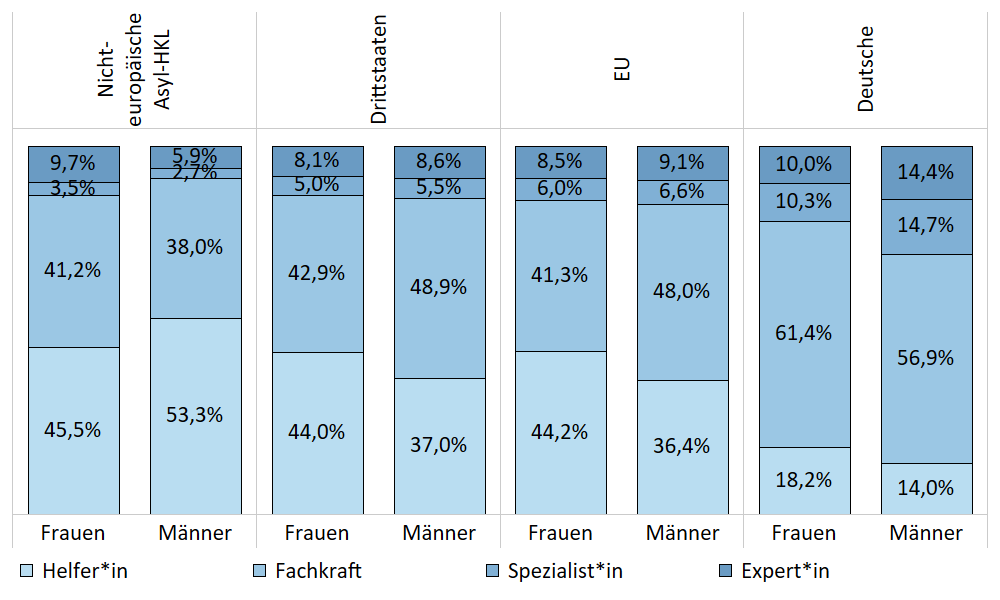 Nicht-
europäische
Asyl-HKL
Drittstaaten
EU
Deutsche
9,7%
3,5%
41,2%
45,5%
5,9%
2,7%
38,0%
53,3%
8,1%
5,0%
42,9%
44,0%
8,6%
5,5%
48,9%
37,0%
8,5%
6,0%
41,3%
44,2%
9,1%
6,6%
48,0%
36,4%
10,0%
10,3%
61,4%
18,2%
14,4%
14,7%
56,9%
14,0%
Frauen
Männer
Frauen
Männer
Frauen
Männer
Frauen
Männer
Helfer*in
Fachkraft
Spezialist*in
Expert*in